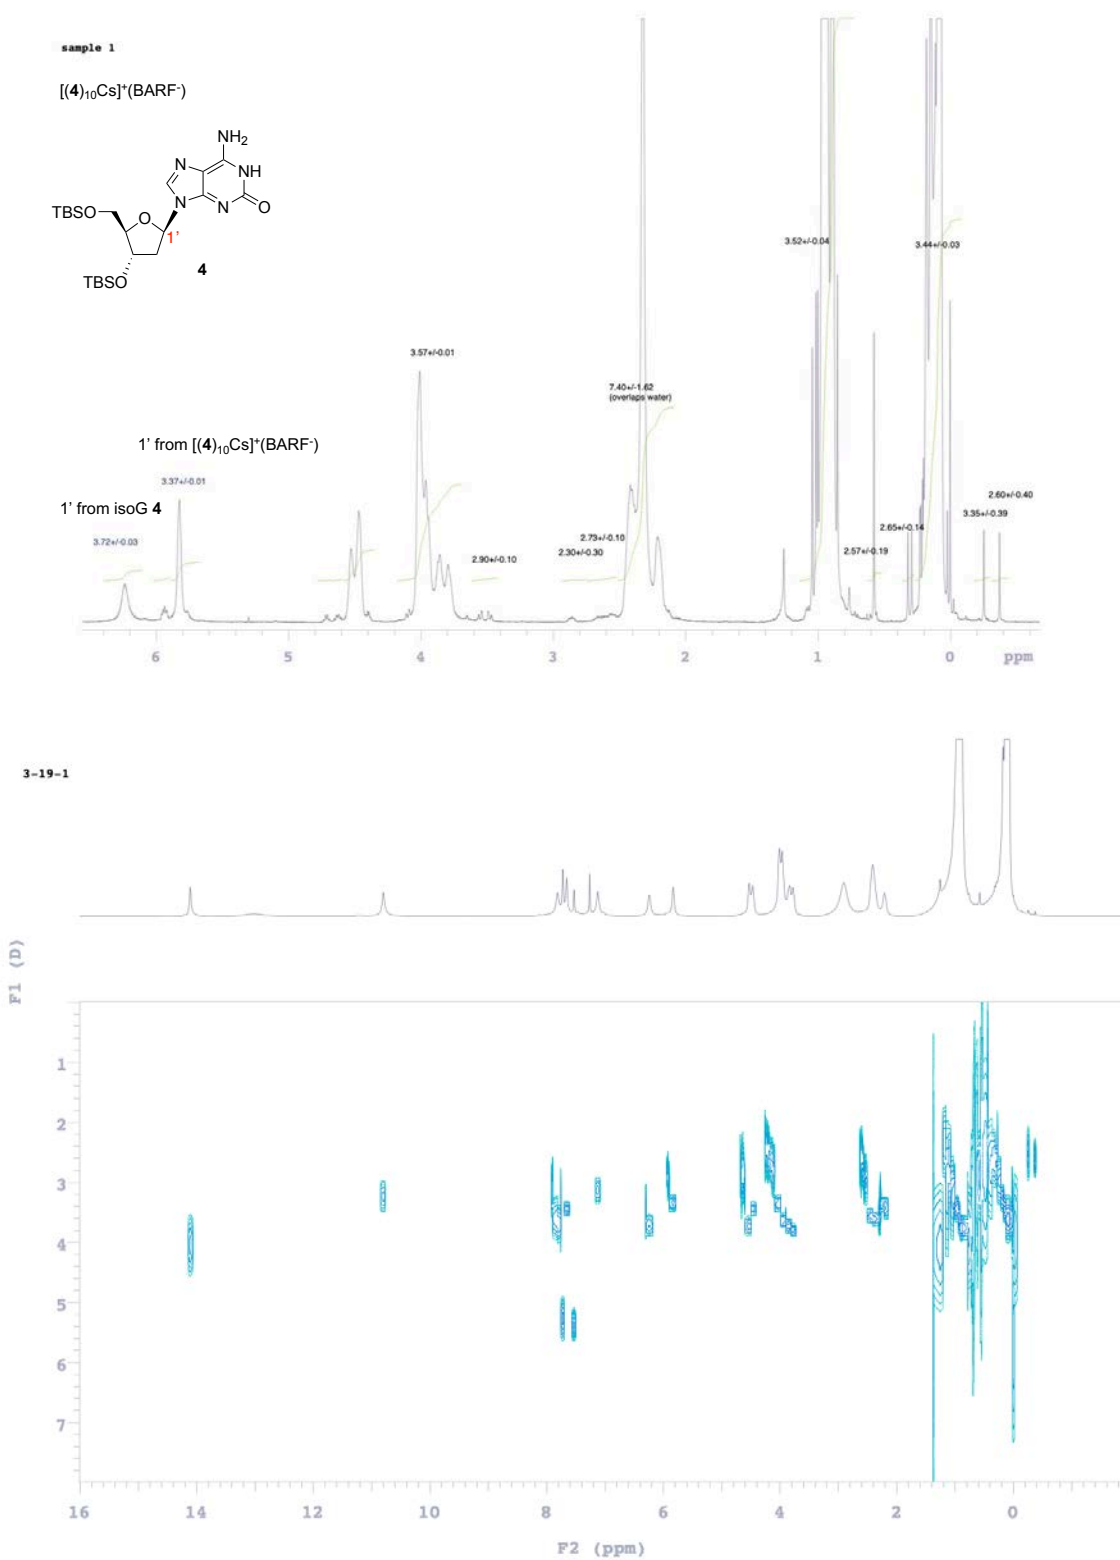 sample 1
[(4)₁₀Cs]⁺(BARF⁻)
NH₂
N
NH
N
N
O
TBSO
O
1'
TBSO
4
3.52+/-0.04
3.44+/-0.03
3.57+/-0.01
7.40+/-1.62
(overlaps water)
1' from [(4)₁₀Cs]⁺(BARF⁻)
3.37+/-0.01
1' from isoG 4
3.72+/-0.03
2.90+/-0.10
2.30+/-0.30
2.73+/-0.10
2.57+/-0.19
2.65+/-0.14
3.35+/-0.39
2.60+/-0.40
6 5 4 3 2 1 0 ppm
3-19-1
F1 (D)
1
2
3
4
5
6
7
16 14 12 10 8 6 4 2 0
F2 (ppm)